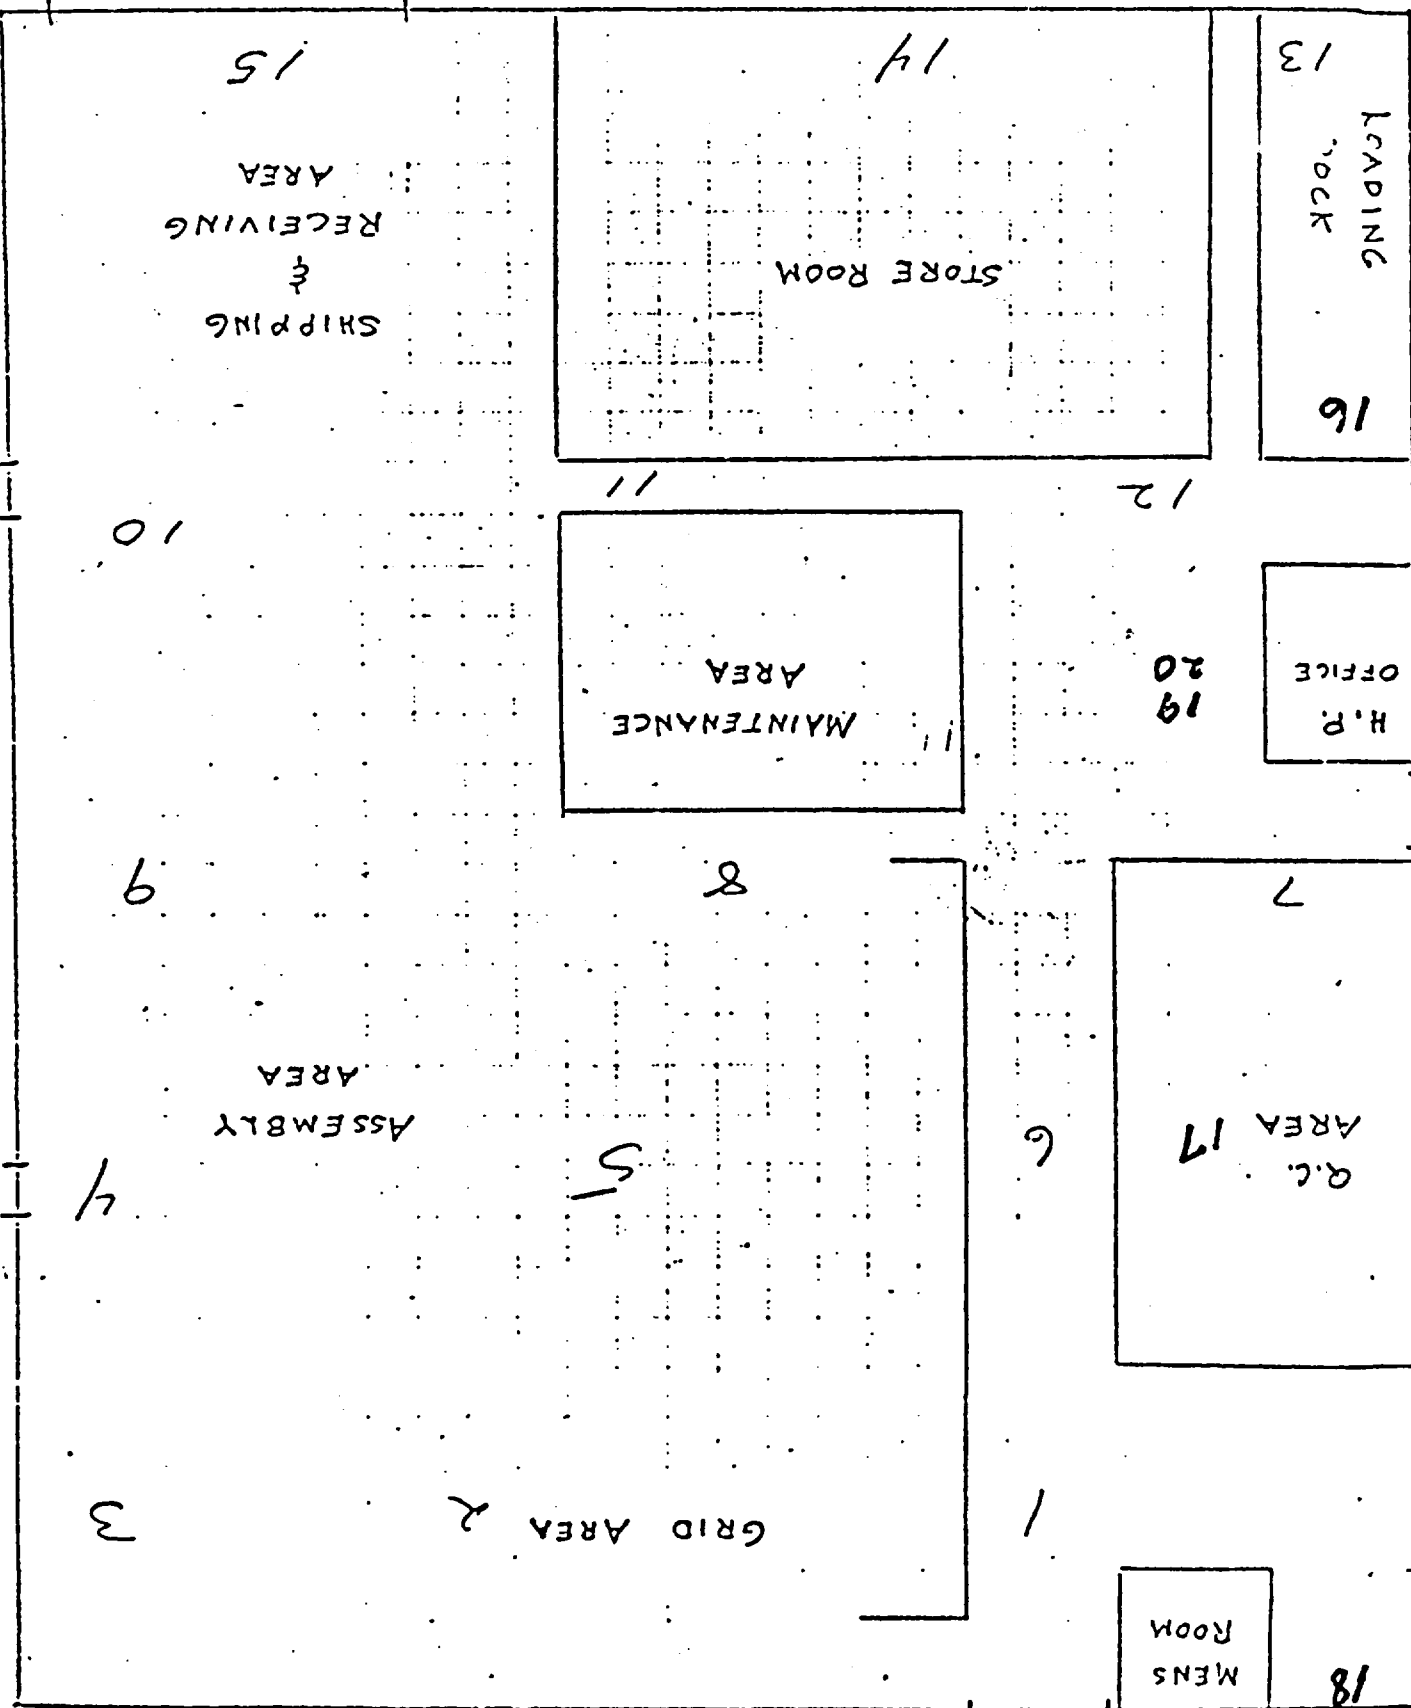 18
MENS
ROOM
1
GRID AREA 2
3
4
Q.C.
AREA 17
6
5
ASSEMBLY
AREA
7
8
9
H.P.
OFFICE
19
20
MAINTENANCE
AREA
10
12
11
16
LOADING
DOCK
STORE ROOM
SHIPPING
&
RECEIVING
AREA
13
14
15